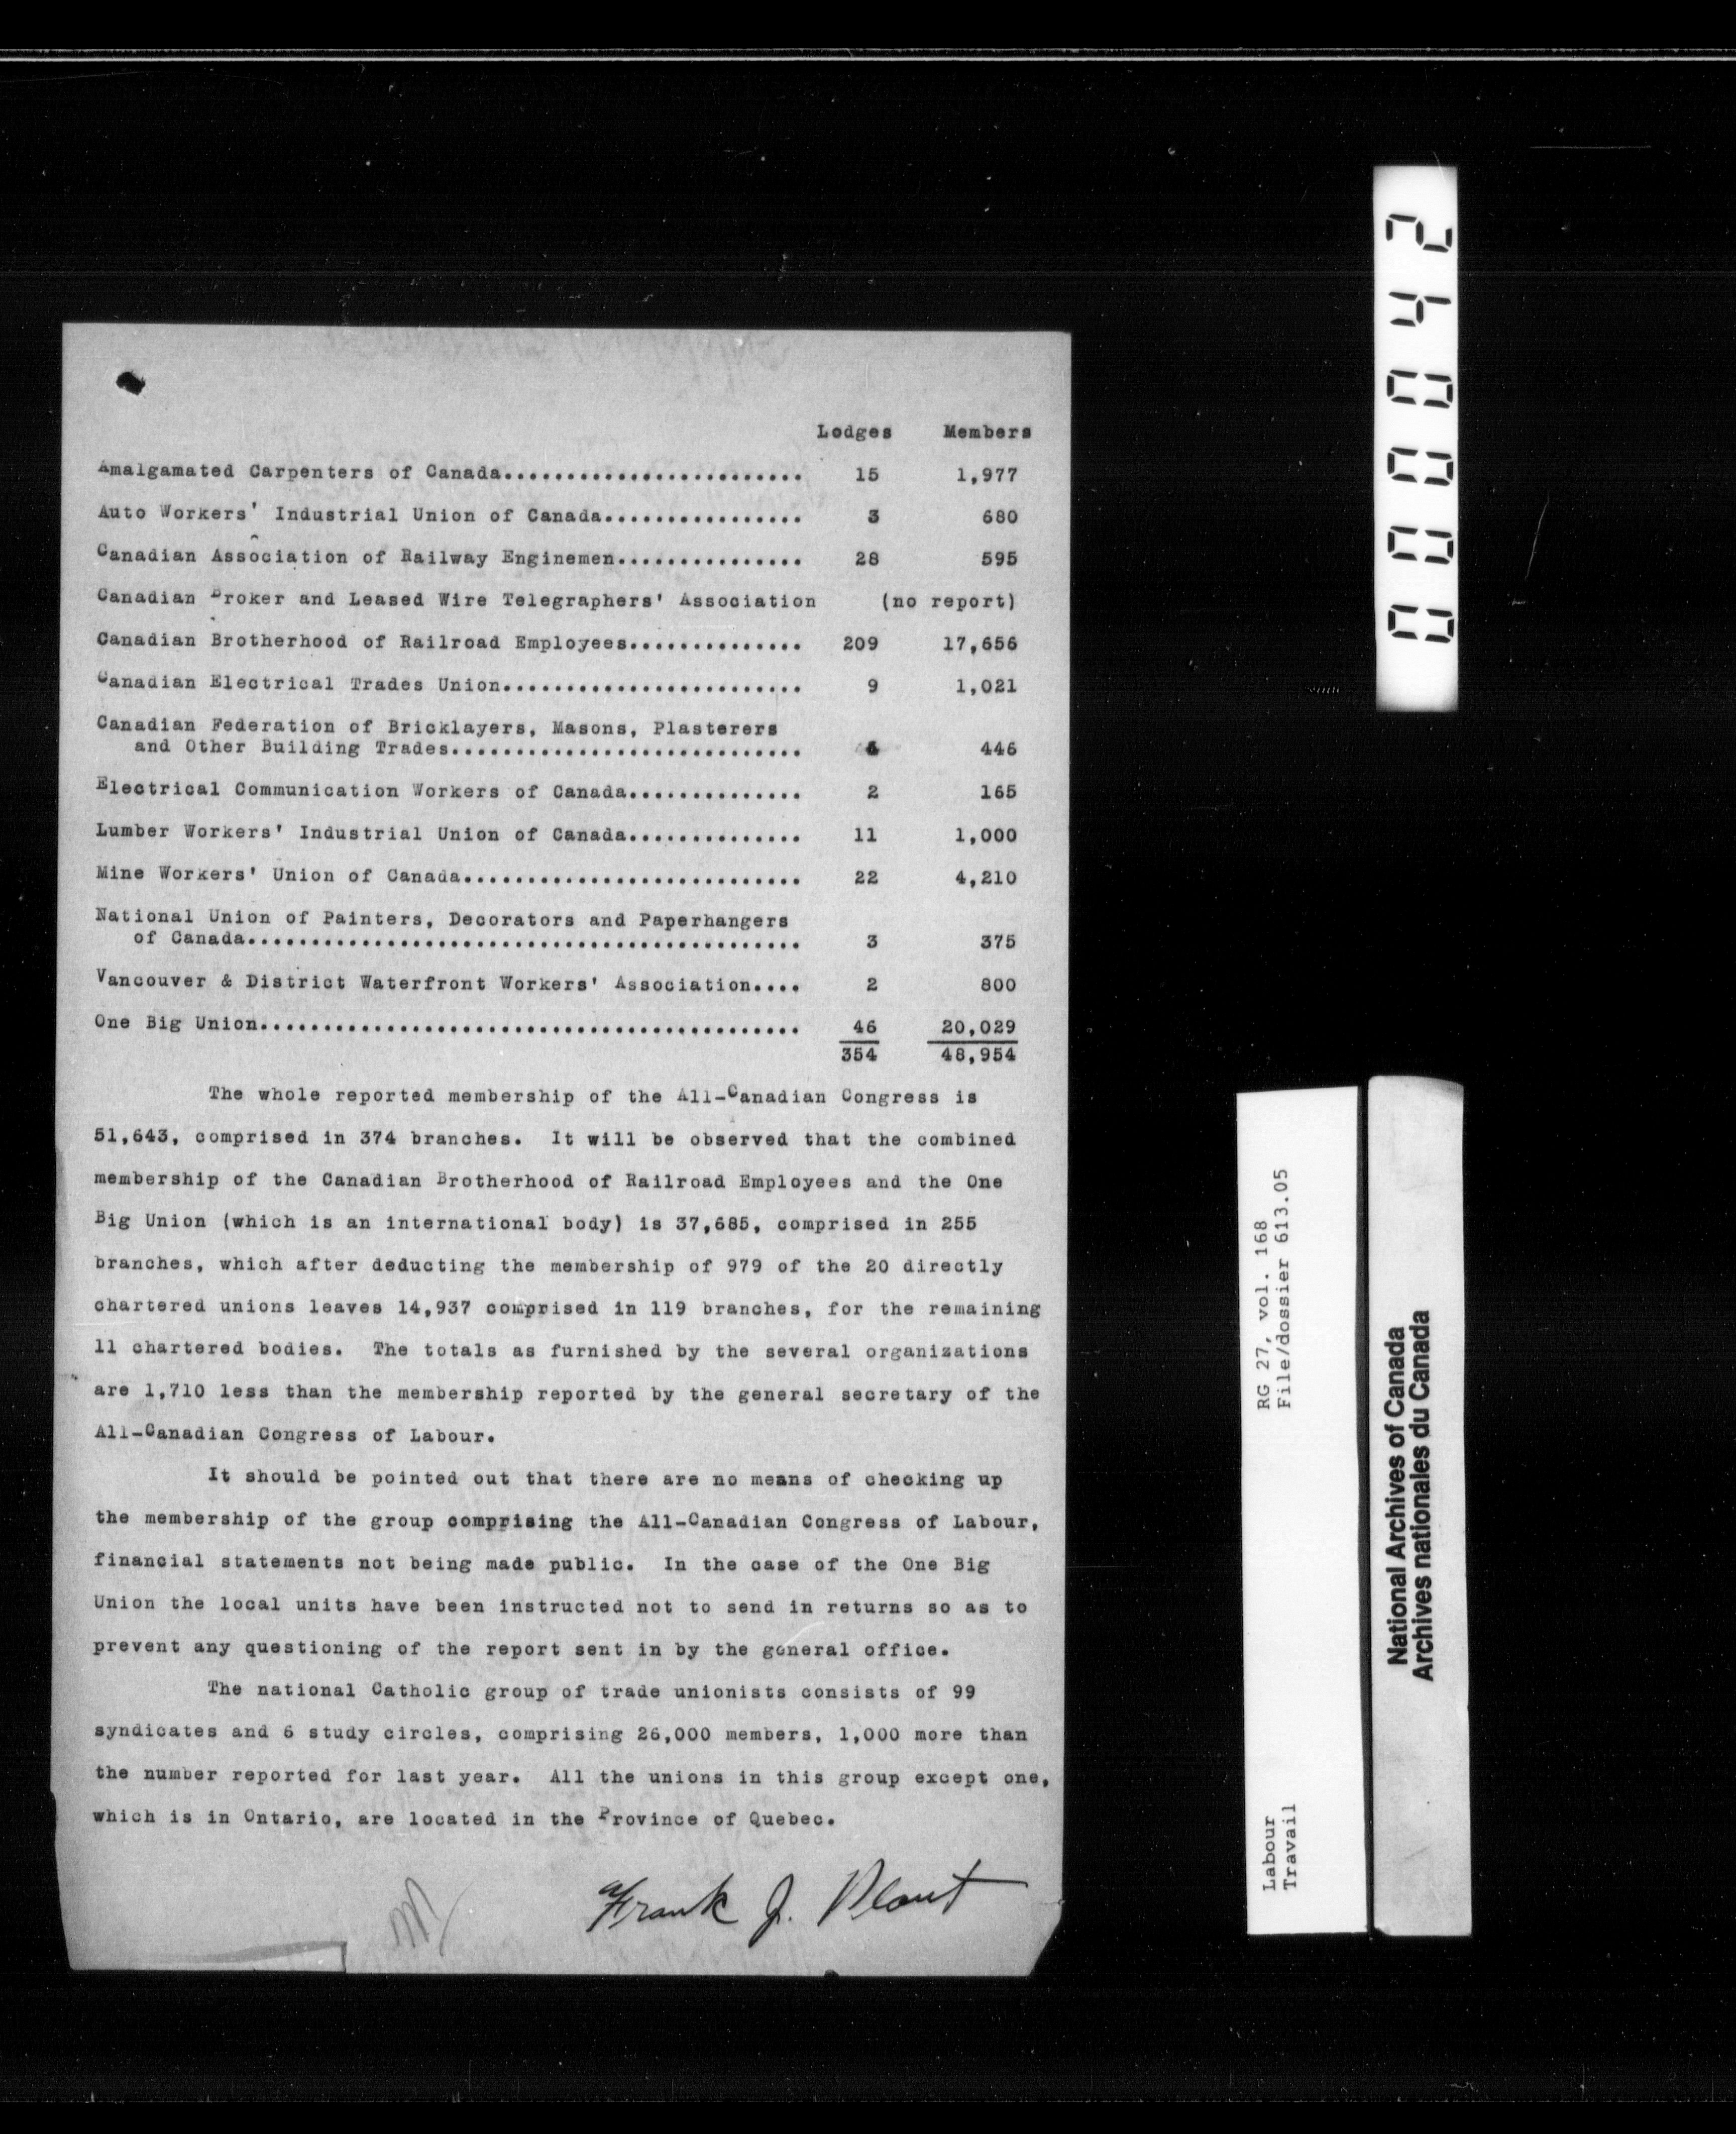 Lodges Members
Amalgamated Carpenters of Canada........................ 15 1,977
Auto Workers' Industrial Union of Canada................ 3 680
Canadian Association of Railway Enginemen............... 28 595
Canadian Broker and Leased Wire Telegraphers' Association (no report)
Canadian Brotherhood of Railroad Employees.............. 209 17,656
Canadian Electrical Trades Union........................ 9 1,021
Canadian Federation of Bricklayers, Masons, Plasterers
and Other Building Trades............................ 4 446
Electrical Communication Workers of Canada.............. 2 165
Lumber Workers' Industrial Union of Canada.............. 11 1,000
Mine Workers' Union of Canada........................... 22 4,210
National Union of Painters, Decorators and Paperhangers
of Canada............................................ 3 375
Vancouver & District Waterfront Workers' Association.... 2 800
One Big Union........................................... 46 20,029
354 48,954
The whole reported membership of the All-Canadian Congress is
51,643, comprised in 374 branches. It will be observed that the combined
membership of the Canadian Brotherhood of Railroad Employees and the One
Big Union (which is an international body) is 37,685, comprised in 255
branches, which after deducting the membership of 979 of the 20 directly
chartered unions leaves 14,937 comprised in 119 branches, for the remaining
11 chartered bodies. The totals as furnished by the several organizations
are 1,710 less than the membership reported by the general secretary of the
All-Canadian Congress of Labour.
It should be pointed out that there are no means of checking up
the membership of the group comprising the All-Canadian Congress of Labour,
financial statements not being made public. In the case of the One Big
Union the local units have been instructed not to send in returns so as to
prevent any questioning of the report sent in by the general office.
The national Catholic group of trade unionists consists of 99
syndicates and 6 study circles, comprising 26,000 members, 1,000 more than
the number reported for last year. All the unions in this group except one,
which is in Ontario, are located in the Province of Quebec.
Frank J. Plant
000042
Labour RG 27, vol. 168
Travail File/dossier 613.05
National Archives of Canada
Archives nationales du Canada